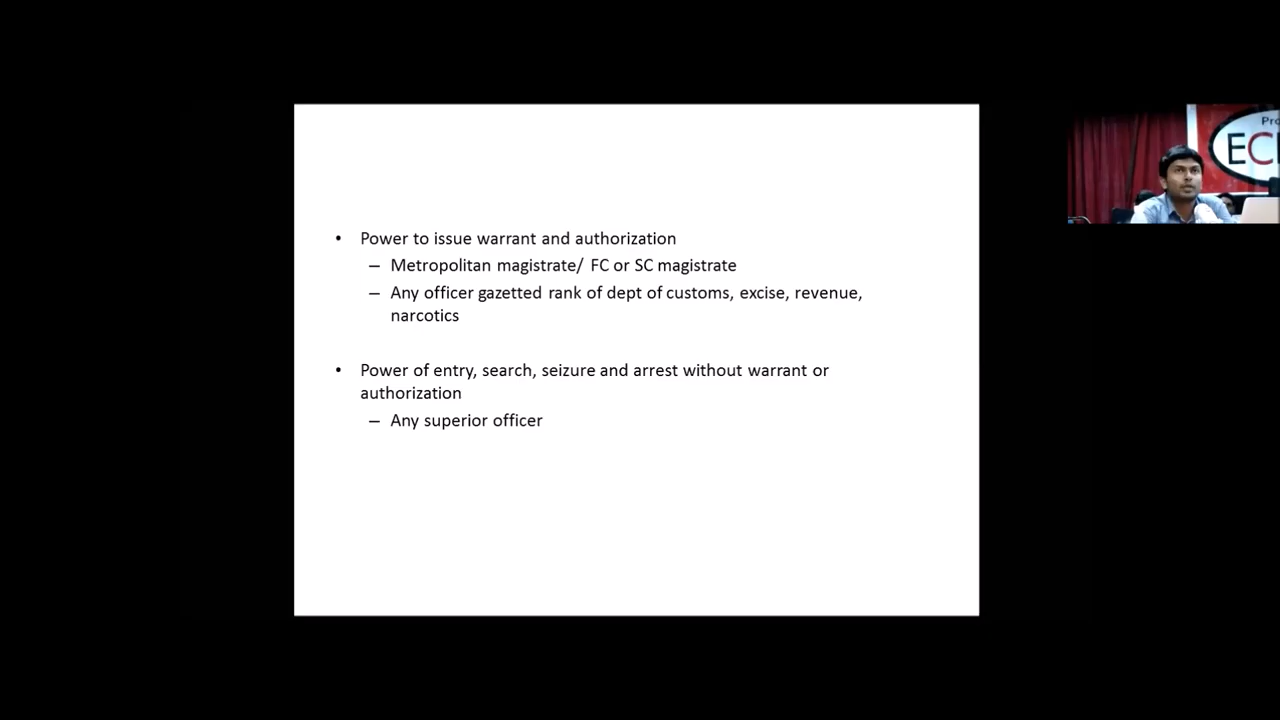 Power to issue warrant and authorization
– Metropolitan magistrate/ FC or SC magistrate
– Any officer gazetted rank of dept of customs, excise, revenue,
narcotics
Power of entry, search, seizure and arrest without warrant or
authorization
– Any superior officer